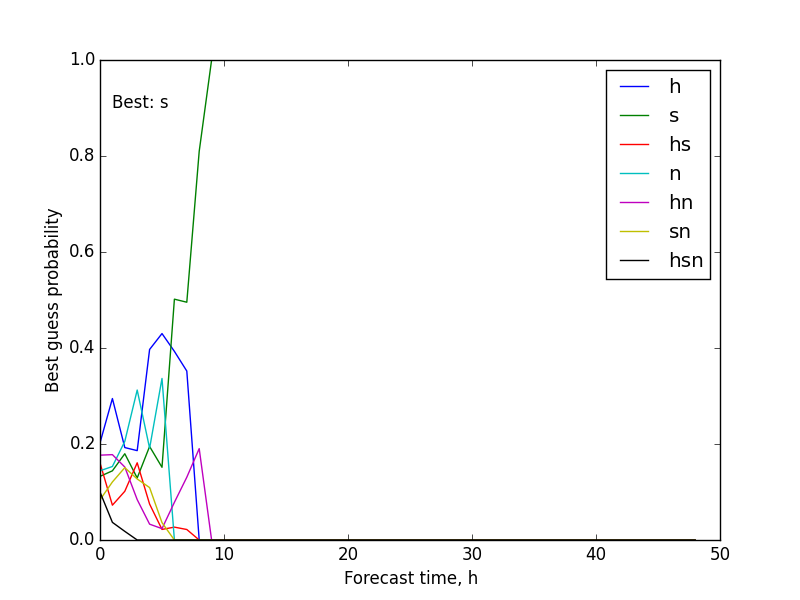 Best: s
h
s
hs
n
hn
sn
hsn
1.0
0.8
0.6
0.4
0.2
0.0
0 10 20 30 40 50
Best guess probability
Forecast time, h